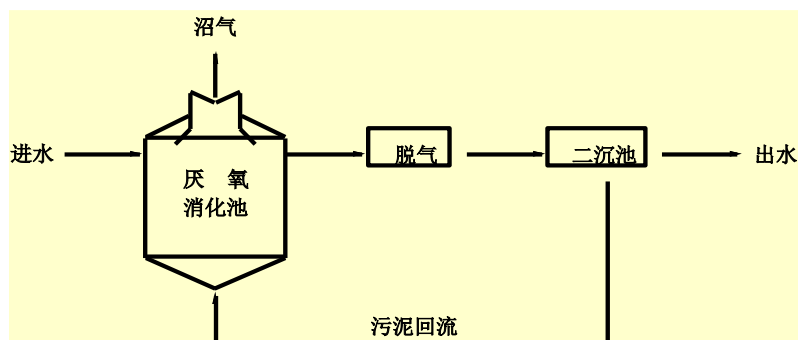 沼气
进水
厌 氧
消化池
脱气
二沉池
出水
污泥回流